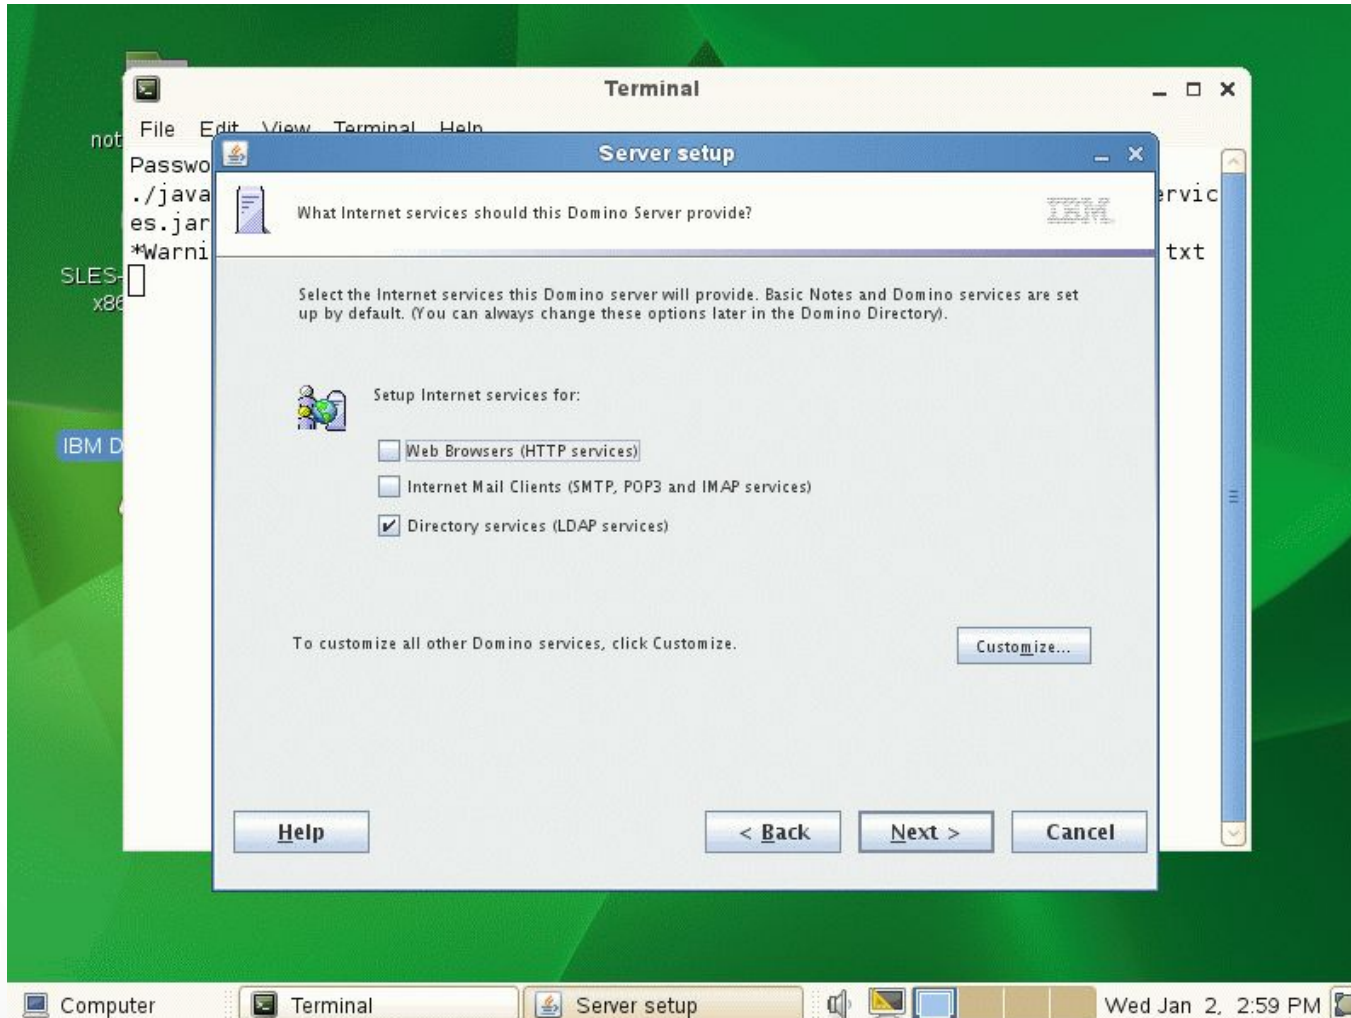 Terminal
File Edit View Terminal Help
not
Passwo
./java
ervic
es.jar
*Warni
txt
SLES-
x86
IBM D
Server setup
What Internet services should this Domino Server provide?
IBM
Select the Internet services this Domino server will provide. Basic Notes and Domino services are set
up by default. (You can always change these options later in the Domino Directory).
Setup Internet services for:
Web Browsers (HTTP services)
Internet Mail Clients (SMTP, POP3 and IMAP services)
Directory services (LDAP services)
To customize all other Domino services, click Customize.
Customize...
Help
< Back
Next >
Cancel
Computer
Terminal
Server setup
Wed Jan 2, 2:59 PM